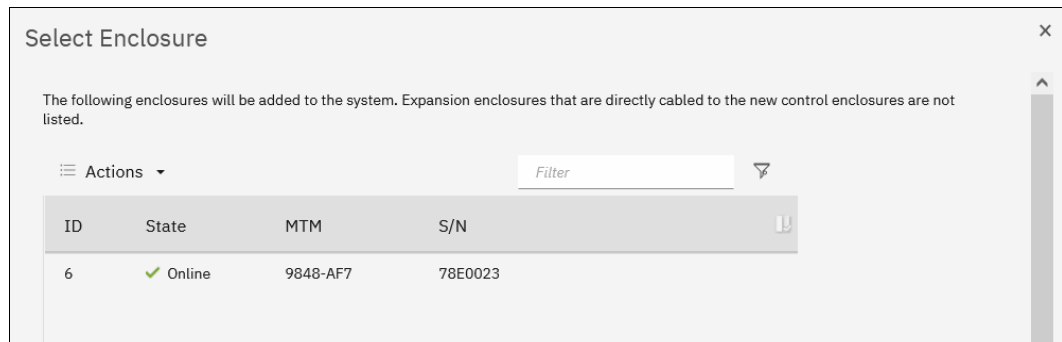 Select Enclosure
The following enclosures will be added to the system. Expansion enclosures that are directly cabled to the new control enclosures are not
listed.
Actions
Filter
ID State MTM S/N
6 Online 9848-AF7 78E0023